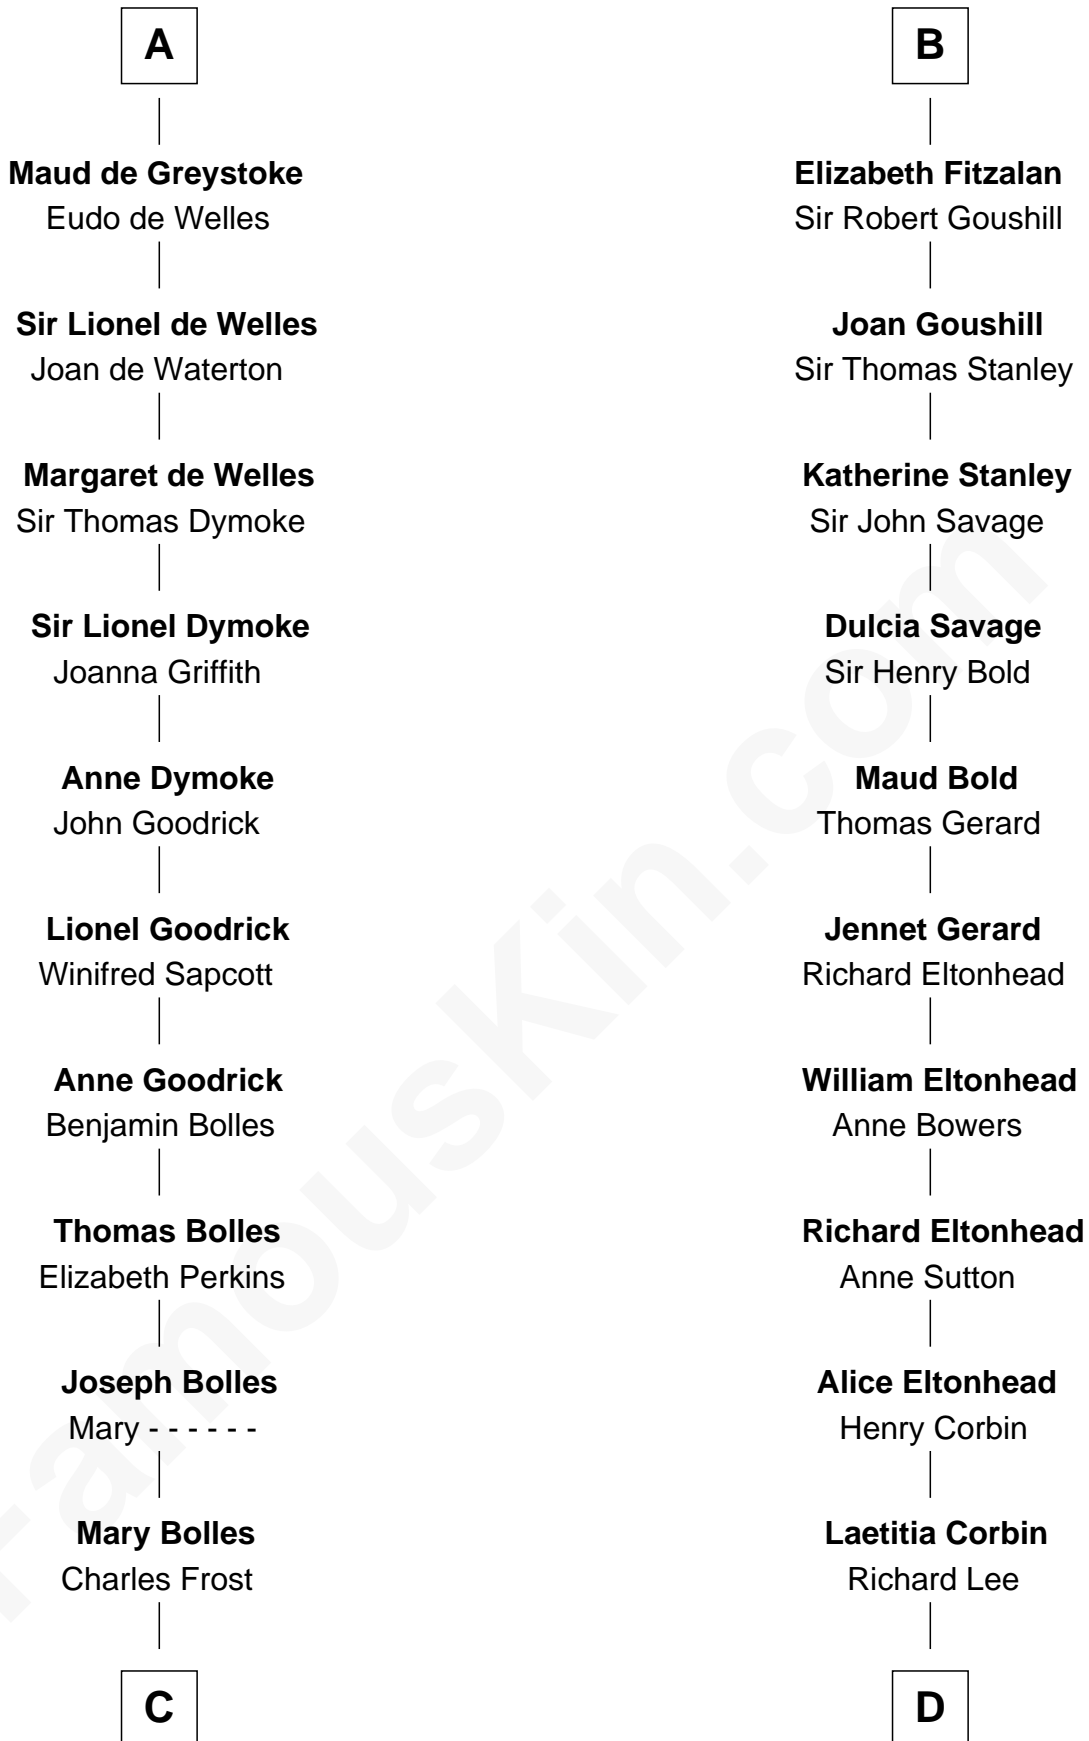 A
Maud de Greystoke
Eudo de Welles
Sir Lionel de Welles
Joan de Waterton
Margaret de Welles
Sir Thomas Dymoke
Sir Lionel Dymoke
Joanna Griffith
Anne Dymoke
John Goodrick
Lionel Goodrick
Winifred Sapcott
Anne Goodrick
Benjamin Bolles
Thomas Bolles
Elizabeth Perkins
Joseph Bolles
Mary - - - - - -
Mary Bolles
Charles Frost
C
B
Elizabeth Fitzalan
Sir Robert Goushill
Joan Goushill
Sir Thomas Stanley
Katherine Stanley
Sir John Savage
Dulcia Savage
Sir Henry Bold
Maud Bold
Thomas Gerard
Jennet Gerard
Richard Eltonhead
William Eltonhead
Anne Bowers
Richard Eltonhead
Anne Sutton
Alice Eltonhead
Henry Corbin
Laetitia Corbin
Richard Lee
D
FamousKin.com